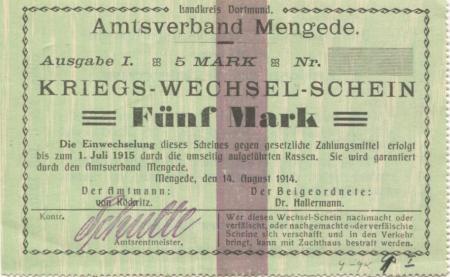 Landkreis Dortmund.
Amtsverband Mengede.
Ausgabe I. 5 MARK Nr.
KRIEGS-WECHSEL-SCHEIN
Fünf Mark
Die Einwechselung dieses Scheines gegen gesetzliche Zahlungsmittel erfolgt
bis zum 1. Juli 1915 durch die umseitig aufgeführten Kassen. Sie wird garantiert
durch den Amtsverband Mengede.
Mengede, den 14. August 1914.
Der Amtmann: Der Beigeordnete:
von Köckritz. Dr. Hallermann.
Kontr. Schulte
Amtsrentmeister.
Wer diesen Wechsel-Schein nachmacht oder
verfälscht, oder nachgemachte oder verfälschte
Scheine sich verschafft und in den Verkehr
bringt, kann mit Zuchthaus bestraft werden.